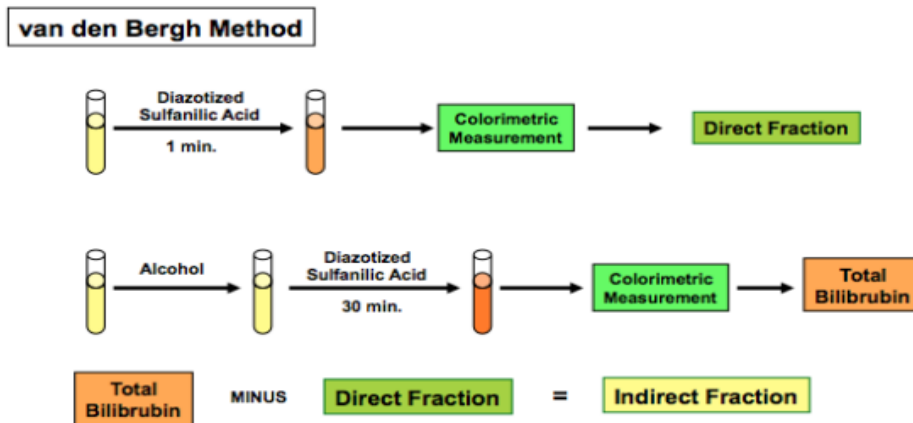 van den Bergh Method
Diazotized
Sulfanilic Acid
1 min.
Colorimetric
Measurement
Direct Fraction
Alcohol
Diazotized
Sulfanilic Acid
30 min.
Colorimetric
Measurement
Total
Bilibrubin
Total
Bilibrubin
MINUS
Direct Fraction
=
Indirect Fraction